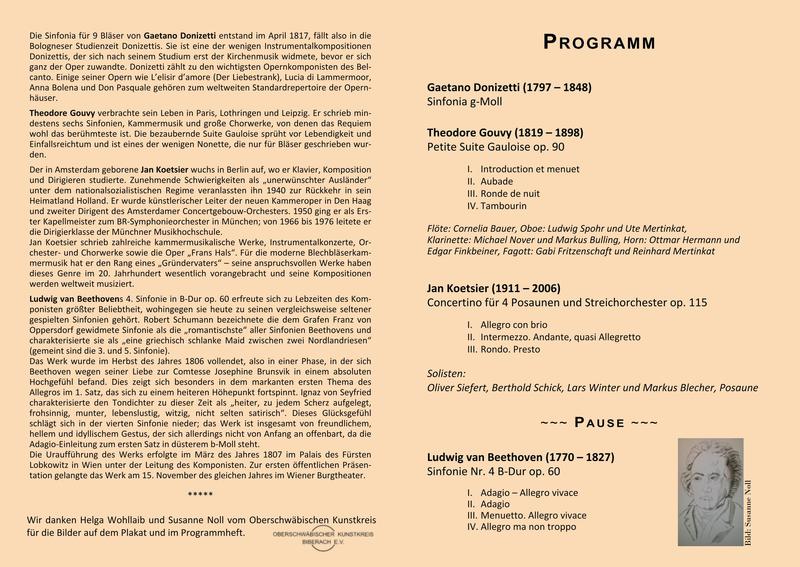 Die Sinfonia für 9 Bläser von Gaetano Donizetti entstand im April 1817, fällt also in die
Bologneser Studienzeit Donizettis. Sie ist eine der wenigen Instrumentalkompositionen
Donizettis, der sich nach seinem Studium erst der Kirchenmusik widmete, bevor er sich
ganz der Oper zuwandte. Donizetti zählt zu den wichtigsten Opernkomponisten des Bel-
canto. Einige seiner Opern wie L'elisir d'amore (Der Liebestrank), Lucia di Lammermoor,
Anna Bolena und Don Pasquale gehören zum weltweiten Standardrepertoire der Opern-
häuser.
Theodore Gouvy verbrachte sein Leben in Paris, Lothringen und Leipzig. Er schrieb min-
destens sechs Sinfonien, Kammermusik und große Chorwerke, von denen das Requiem
wohl das berühmteste ist. Die bezaubernde Suite Gauloise sprüht vor Lebendigkeit und
Einfallsreichtum und ist eines der wenigen Nonette, die nur für Bläser geschrieben wur-
den.
Der in Amsterdam geborene Jan Koetsier wuchs in Berlin auf, wo er Klavier, Komposition
und Dirigieren studierte. Zunehmende Schwierigkeiten als „unerwünschter Ausländer"
unter dem nationalsozialistischen Regime veranlassten ihn 1940 zur Rückkehr in sein
Heimatland Holland. Er wurde künstlerischer Leiter der neuen Kammeroper in Den Haag
und zweiter Dirigent des Amsterdamer Concertgebouw-Orchesters. 1950 ging er als Ers-
ter Kapellmeister zum BR-Symphonieorchester in München; von 1966 bis 1976 leitete er
die Dirigierklasse der Münchner Musikhochschule.
Jan Koetsier schrieb zahlreiche kammermusikalische Werke, Instrumentalkonzerte, Or-
chester- und Chorwerke sowie die Oper „Frans Hals". Für die moderne Blechbläserkam-
mermusik hat er den Rang eines „Gründervaters" – seine anspruchsvollen Werke haben
dieses Genre im 20. Jahrhundert wesentlich vorangebracht und seine Kompositionen
werden weltweit musiziert.
Ludwig van Beethovens 4. Sinfonie in B-Dur op. 60 erfreute sich zu Lebzeiten des Kom-
ponisten größter Beliebtheit, wohingegen sie heute zu seinen vergleichsweise seltener
gespielten Sinfonien gehört. Robert Schumann bezeichnete die dem Grafen Franz von
Oppersdorf gewidmete Sinfonie als die „romantischste" aller Sinfonien Beethovens und
charakterisierte sie als „eine griechisch schlanke Maid zwischen zwei Nordlandriesen"
(gemeint sind die 3. und 5. Sinfonie).
Das Werk wurde im Herbst des Jahres 1806 vollendet, also in einer Phase, in der sich
Beethoven wegen seiner Liebe zur Comtesse Josephine Brunsvik in einem absoluten
Hochgefühl befand. Dies zeigt sich besonders in dem markanten ersten Thema des
Allegros im 1. Satz, das sich zu einem heiteren Höhepunkt fortspinnt. Ignaz von Seyfried
charakterisierte den Tondichter zu dieser Zeit als „heiter, zu jedem Scherz aufgelegt,
frohsinnig, munter, lebenslustig, witzig, nicht selten satirisch". Dieses Glücksgefühl
schlägt sich in der vierten Sinfonie nieder; das Werk ist insgesamt von freundlichem,
hellem und idyllischem Gestus, der sich allerdings nicht von Anfang an offenbart, da die
Adagio-Einleitung zum ersten Satz in düsterem b-Moll steht.
Die Uraufführung des Werks erfolgte im März des Jahres 1807 im Palais des Fürsten
Lobkowitz in Wien unter der Leitung des Komponisten. Zur ersten öffentlichen Präsen-
tation gelangte das Werk am 15. November des gleichen Jahres im Wiener Burgtheater.
*****
Wir danken Helga Wohllaib und Susanne Noll vom Oberschwäbischen Kunstkreis
für die Bilder auf dem Plakat und im Programmheft.
OBERSCHWÄBISCHER KUNSTKREIS
BIBERACH E.V.
PROGRAMM
Gaetano Donizetti (1797 – 1848)
Sinfonia g-Moll
Theodore Gouvy (1819 – 1898)
Petite Suite Gauloise op. 90
I. Introduction et menuet
II. Aubade
III. Ronde de nuit
IV. Tambourin
Flöte: Cornelia Bauer, Oboe: Ludwig Spohr und Ute Mertinkat,
Klarinette: Michael Nover und Markus Bulling, Horn: Ottmar Hermann und
Edgar Finkbeiner, Fagott: Gabi Fritzenschaft und Reinhard Mertinkat
Jan Koetsier (1911 – 2006)
Concertino für 4 Posaunen und Streichorchester op. 115
I. Allegro con brio
II. Intermezzo. Andante, quasi Allegretto
III. Rondo. Presto
Solisten:
Oliver Siefert, Berthold Schick, Lars Winter und Markus Blecher, Posaune
~~~ PAUSE ~~~
Ludwig van Beethoven (1770 – 1827)
Sinfonie Nr. 4 B-Dur op. 60
I. Adagio – Allegro vivace
II. Adagio
III. Menuetto. Allegro vivace
IV. Allegro ma non troppo
Bild: Susanne Noll